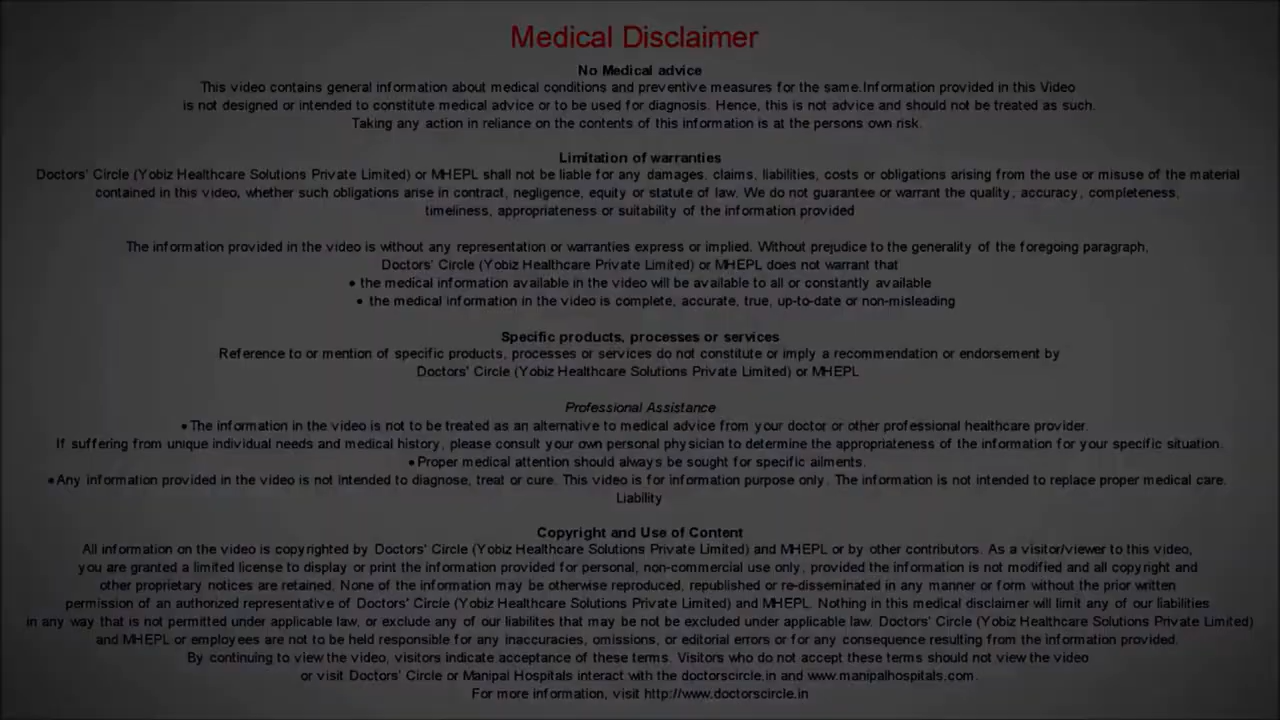 Medical Disclaimer
No Medical advice
This video contains general information about medical conditions and preventive measures for the same.Information provided in this Video
is not designed or intended to constitute medical advice or to be used for diagnosis. Hence, this is not advice and should not be treated as such.
Taking any action in reliance on the contents of this information is at the persons own risk.
Limitation of warranties
Doctors' Circle (Yobiz Healthcare Solutions Private Limited) or MHEPL shall not be liable for any damages, claims, liabilities, costs or obligations arising from the use or misuse of the material
contained in this video, whether such obligations arise in contract, negligence, equity or statute of law. We do not guarantee or warrant the quality, accuracy, completeness,
timeliness, appropriateness or suitability of the information provided
The information provided in the video is without any representation or warranties express or implied. Without prejudice to the generality of the foregoing paragraph,
Doctors' Circle (Yobiz Healthcare Private Limited) or MHEPL does not warrant that
• the medical information available in the video will be available to all or constantly available
• the medical information in the video is complete, accurate, true, up-to-date or non-misleading
Specific products, processes or services
Reference to or mention of specific products, processes or services do not constitute or imply a recommendation or endorsement by
Doctors' Circle (Yobiz Healthcare Solutions Private Limited) or MHEPL
Professional Assistance
• The information in the video is not to be treated as an alternative to medical advice from your doctor or other professional healthcare provider.
If suffering from unique individual needs and medical history, please consult your own personal physician to determine the appropriateness of the information for your specific situation.
• Proper medical attention should always be sought for specific ailments.
• Any information provided in the video is not intended to diagnose, treat or cure. This video is for information purpose only. The information is not intended to replace proper medical care.
Liability
Copyright and Use of Content
All information on the video is copyrighted by Doctors' Circle (Yobiz Healthcare Solutions Private Limited) and MHEPL or by other contributors. As a visitor/viewer to this video,
you are granted a limited license to display or print the information provided for personal, non-commercial use only, provided the information is not modified and all copyright and
other proprietary notices are retained. None of the information may be otherwise reproduced, republished or re-disseminated in any manner or form without the prior written
permission of an authorized representative of Doctors' Circle (Yobiz Healthcare Solutions Private Limited) and MHEPL. Nothing in this medical disclaimer will limit any of our liabilities
in any way that is not permitted under applicable law, or exclude any of our liabilites that may be not be excluded under applicable law. Doctors' Circle (Yobiz Healthcare Solutions Private Limited)
and MHEPL or employees are not to be held responsible for any inaccuracies, omissions, or editorial errors or for any consequence resulting from the information provided.
By continuing to view the video, visitors indicate acceptance of these terms. Visitors who do not accept these terms should not view the video
or visit Doctors' Circle or Manipal Hospitals interact with the doctorscircle.in and www.manipalhospitals.com.
For more information, visit http://www.doctorscircle.in